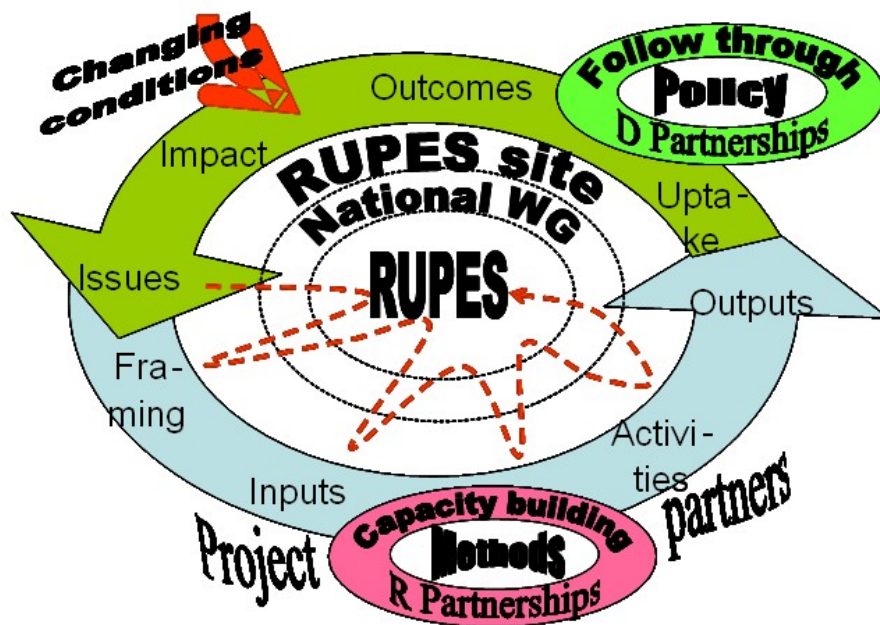 Changing
conditions
Follow through
Policy
D Partnerships
Outcomes
Impact
RUPES site
National WG
RUPES
Upta-
ke
Issues
Outputs
Fra-
ming
Activi-
ties
Inputs
Project
partners
Capacity building
Methods
R Partnerships